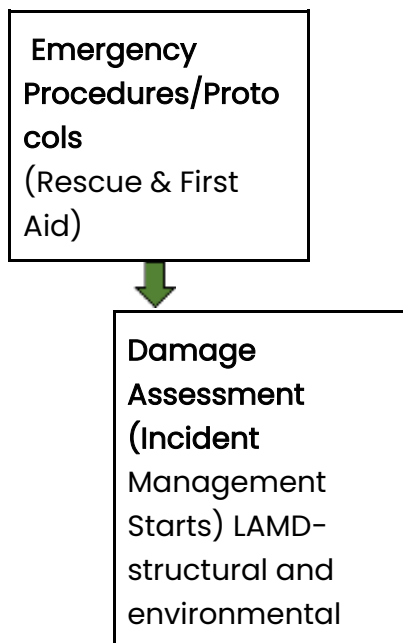 Emergency
Procedures/Proto
cols
(Rescue & First
Aid)
Damage
Assessment
(Incident
Management
Starts) LAMD-
structural and
environmental